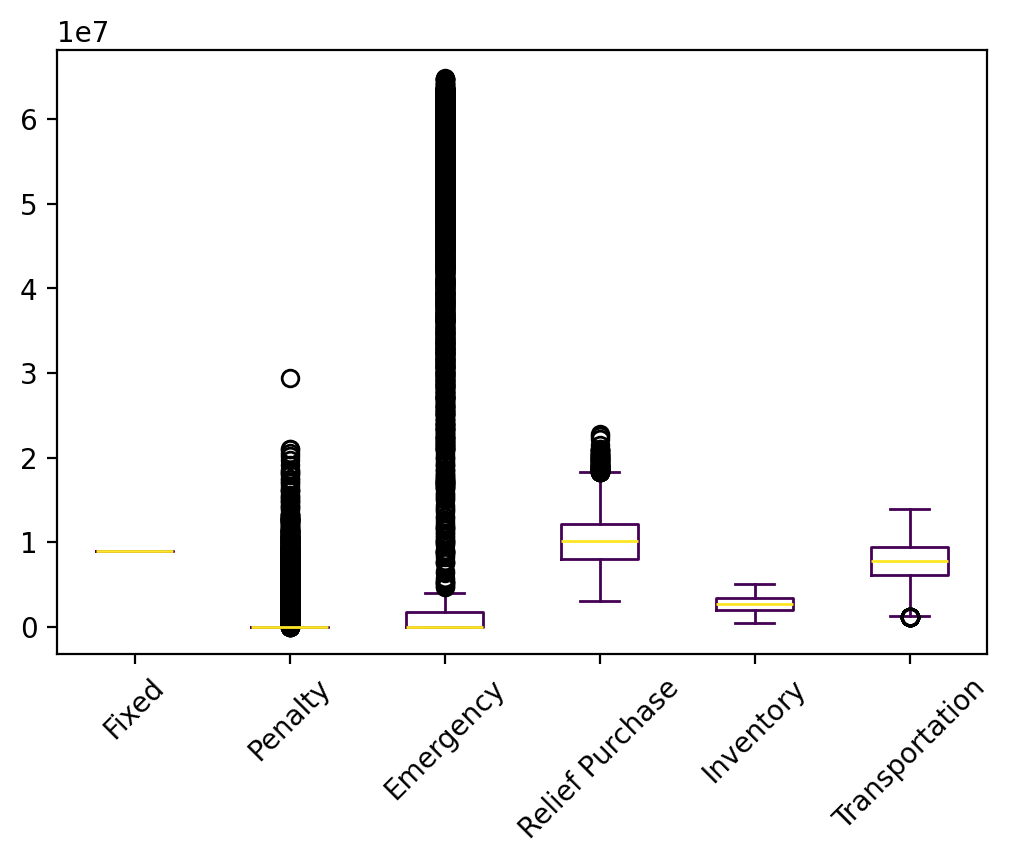 1e7
6
5
4
3
2
1
0
Fixed
Penalty
Emergency
Relief Purchase
Inventory
Transportation